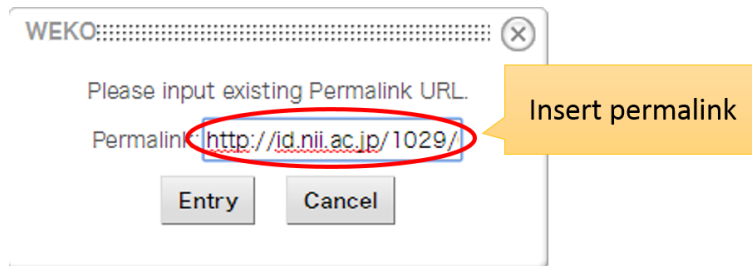 WEKO
Please input existing Permalink URL.
Insert permalink
Permalink: http://id.nii.ac.jp/1029/
Entry Cancel